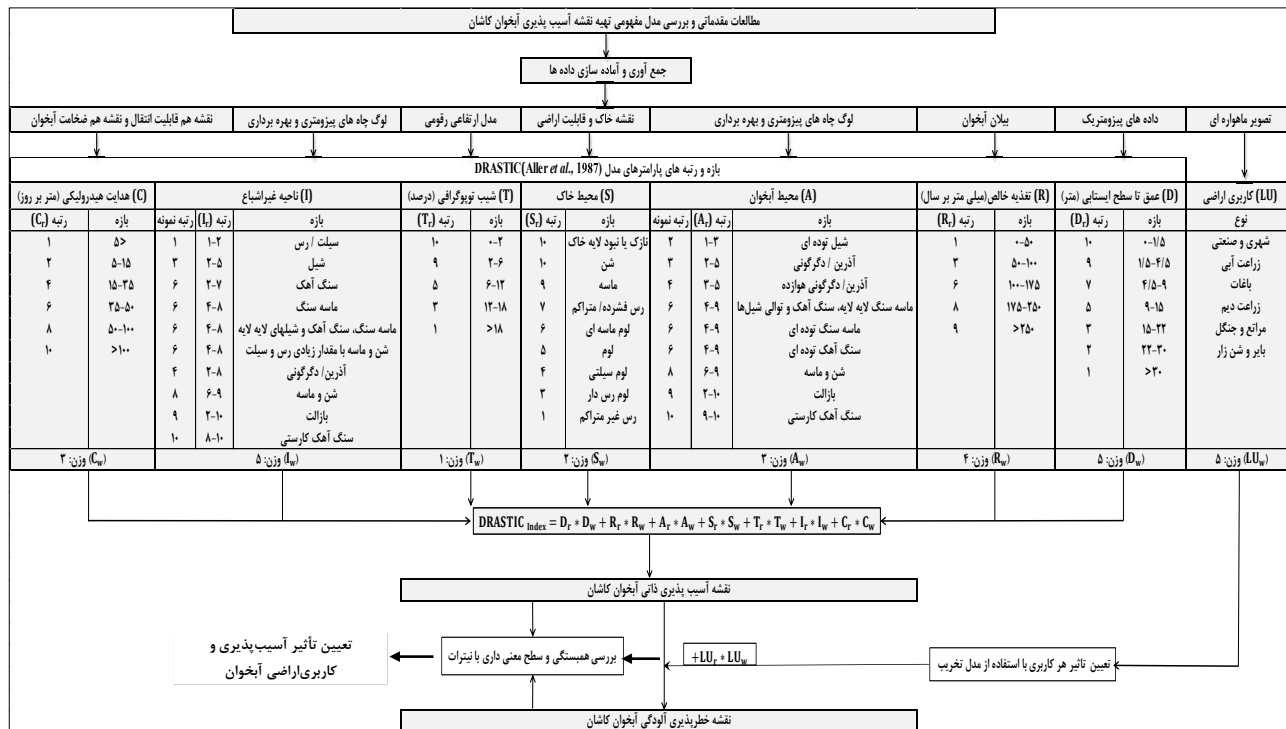 مطالعات مقدماتی و بررسی مدل مفهومی تهیه نقشه آسیب پذیری آبخوان کاشان
جمع آوری و آماده سازی داده ها
تصویر ماهواره ای
داده های پیزومتریک
بیلان آبخوان
لوگ چاه های پیزومتری و بهره برداری
نقشه خاک و قابلیت اراضی
مدل ارتفاعی رقومی
لوگ چاه های پیزومتری و بهره برداری
نقشه هم قابلیت انتقال و نقشه هم ضخامت آبخوان
بازه و رتبه های پارامترهای مدل DRASTIC(Aller et al., 1987)
(LU) کاربری اراضی
نوع
شهری و صنعتی
زراعت آبی
باغات
زراعت دیم
مراتع و جنگل
بایر و شن زار
(LUw) وزن: ۵
(D) عمق تا سطح ایستابی (متر)
بازه رتبه (Dr)
۰-۱/۵ ۱۰
۱/۵-۴/۵ ۹
۴/۵-۹ ۷
۹-۱۵ ۵
۱۵-۲۲ ۳
۲۲-۳۰ ۲
>۳۰ ۱
(Dw) وزن: ۵
(R) تغذیه خالص(میلی متر بر سال)
بازه رتبه (Rr)
۰-۵۰ ۱
۵۰-۱۰۰ ۳
۱۰۰-۱۷۵ ۶
۱۷۵-۲۵۰ ۸
>۲۵۰ ۹
(Rw) وزن: ۴
(A) محیط آبخوان
بازه رتبه (Ar) رتبه نمونه
شیل توده ای ۱-۳ ۲
آذرین / دگرگونی ۲-۵ ۳
آذرین/ دگرگونی هوازده ۳-۵ ۴
ماسه سنگ لایه لایه، سنگ آهک و توالی شیل‌ها ۴-۹ ۶
ماسه سنگ توده ای ۴-۹ ۶
سنگ آهک توده ای ۴-۹ ۶
شن و ماسه ۶-۹ ۸
بازالت ۲-۱۰ ۹
سنگ آهک کارستی ۹-۱۰ ۱۰
(Aw) وزن: ۳
(S) محیط خاک
بازه رتبه (Sr)
نازک یا نبود لایه خاک ۱۰
شن ۱۰
ماسه ۹
رس فشرده/ متراکم ۷
لوم ماسه ای ۶
لوم ۵
لوم سیلتی ۴
لوم رس دار ۳
رس غیر متراکم ۱
(Sw) وزن: ۲
(T) شیب توپوگرافی (درصد)
بازه رتبه (Tr)
۰-۲ ۱۰
۲-۶ ۹
۶-۱۲ ۵
۱۲-۱۸ ۳
>۱۸ ۱
(Tw) وزن: ۱
(I) ناحیه غیراشباع
بازه رتبه (Ir) رتبه نمونه
سیلت / رس ۱-۲ ۱
شیل ۲-۵ ۳
سنگ آهک ۲-۷ ۶
ماسه سنگ ۴-۸ ۶
ماسه سنگ، سنگ آهک و شیلهای لایه لایه ۴-۸ ۶
شن و ماسه با مقدار زیادی رس و سیلت ۴-۸ ۶
آذرین/ دگرگونی ۲-۸ ۴
شن و ماسه ۶-۹ ۸
بازالت ۲-۱۰ ۹
سنگ آهک کارستی ۸-۱۰ ۱۰
(Iw) وزن: ۵
(C) هدایت هیدرولیکی (متر بر روز)
بازه رتبه (Cr)
<۵ ۱
۵-۱۵ ۲
۱۵-۳۵ ۴
۳۵-۵۰ ۶
۵۰-۱۰۰ ۸
>۱۰۰ ۱۰
(Cw) وزن: ۳
DRASTIC Index = Dr * Dw + Rr * Rw + Ar * Aw + Sr * Sw + Tr * Tw + Ir * Iw + Cr * Cw
نقشه آسیب پذیری ذاتی آبخوان کاشان
تعیین تاثیر هر کاربری با استفاده از مدل تخریب
+LUr * LUw
بررسی همبستگی و سطح معنی داری با نیترات
تعیین تأثیر آسیب‌پذیری و
کاربری‌اراضی آبخوان
نقشه خطرپذیری آلودگی آبخوان کاشان